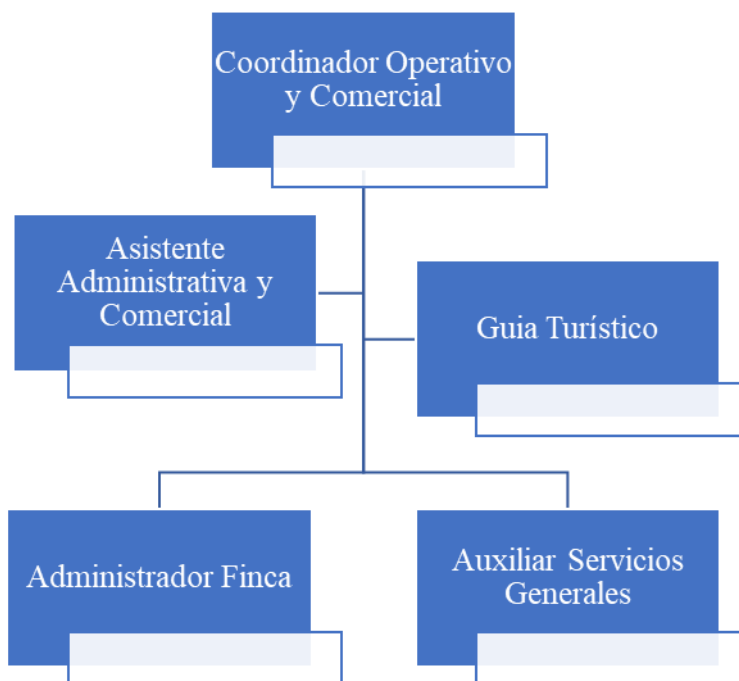 Coordinador Operativo
y Comercial
Asistente
Administrativa y
Comercial
Guia Turístico
Administrador Finca
Auxiliar Servicios
Generales